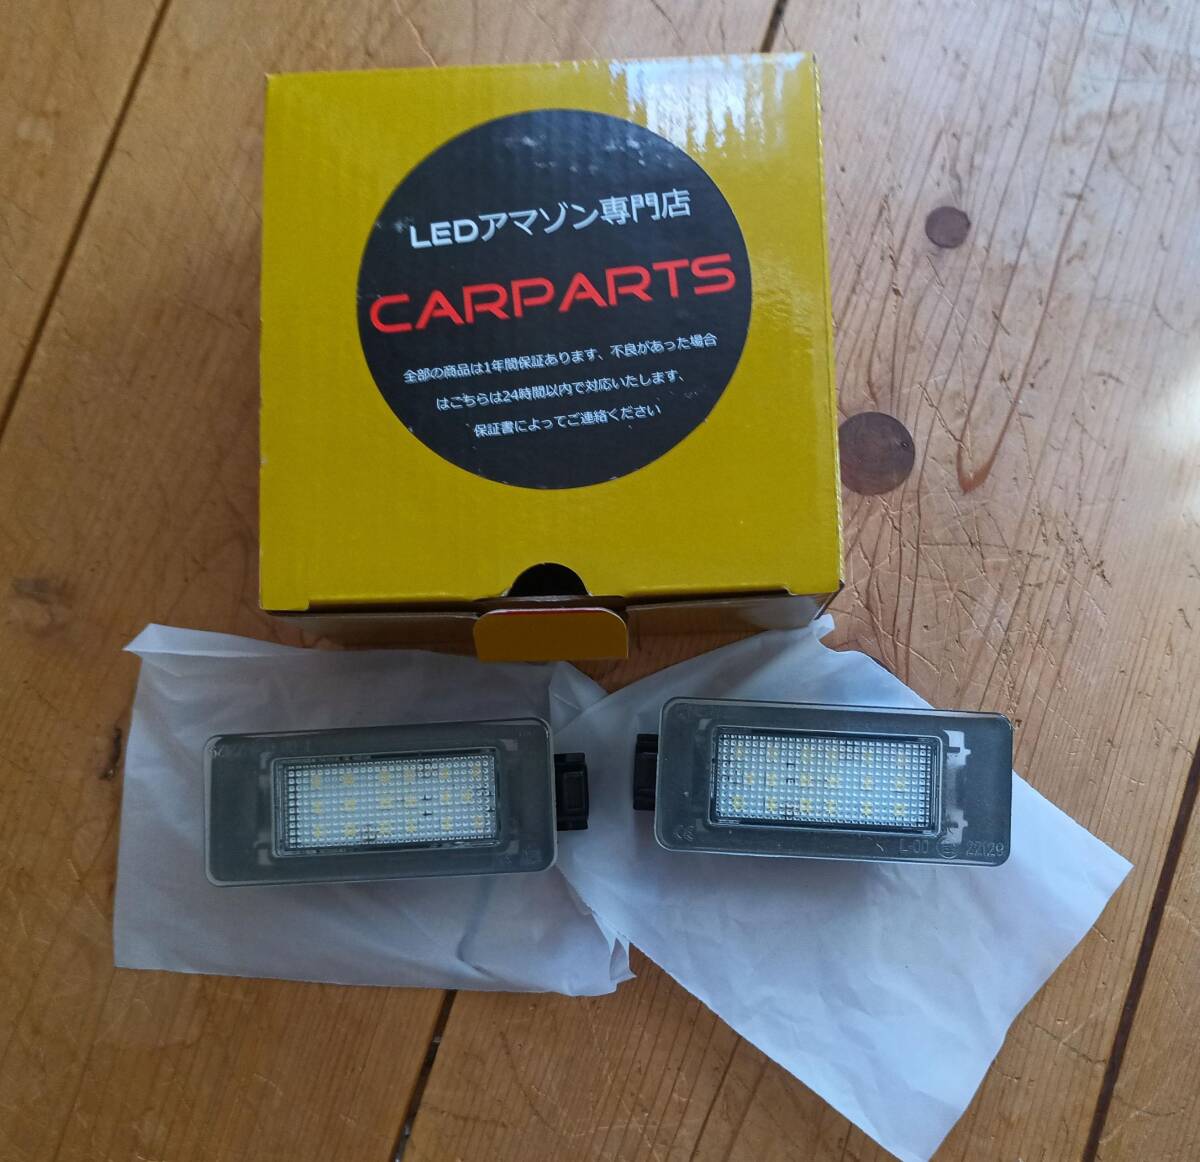 LEDアマゾン専門店
CARPARTS
全部の商品は1年間保証あります、不良があった場合
はこちらは24時間以内で対応いたします、
保証書によってご連絡ください
L-00 22129